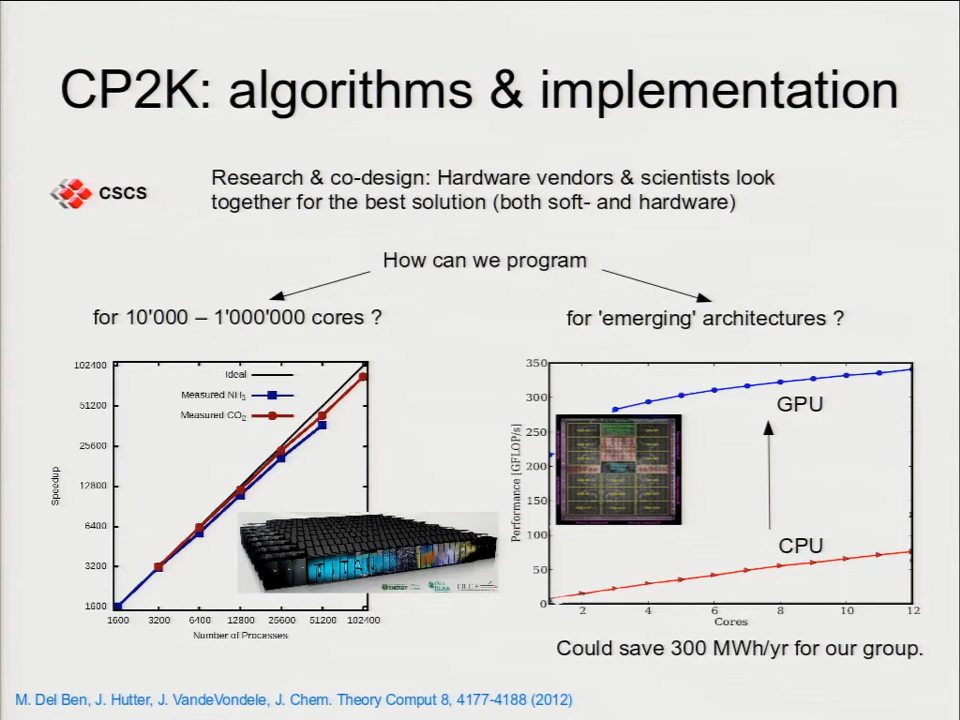 CP2K: algorithms & implementation
CSCS
Research & co-design: Hardware vendors & scientists look
together for the best solution (both soft- and hardware)
How can we program
for 10'000 – 1'000'000 cores ?
for 'emerging' architectures ?
102400
51200
25600
12800
6400
3200
1600
Speedup
Ideal
Measured NH3
Measured CO2
1600 3200 6400 12800 25600 51200 102400
Number of Processes
TITAN
350
300
250
200
150
100
50
0
Performance [GFLOP/s]
GPU
CPU
2 4 6 8 10 12
Cores
Could save 300 MWh/yr for our group.
M. Del Ben, J. Hutter, J. VandeVondele, J. Chem. Theory Comput 8, 4177-4188 (2012)